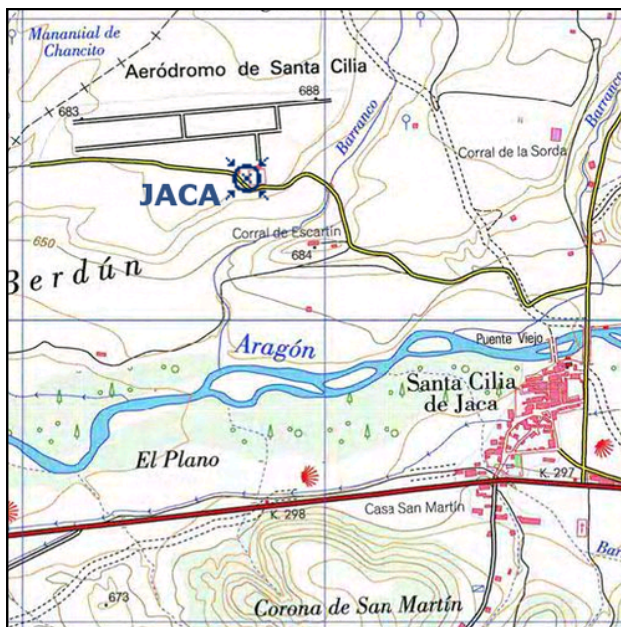 Manantial de
Chancito
Aeródromo de Santa Cilia
688
683
Barranco
Corral de la Sorda
JACA
Corral de Escartín
684
650
Berdún
Aragón
Puente Viejo
Santa Cilia
de Jaca
El Plano
K. 297
K. 298
Casa San Martín
Bar
673
Corona de San Martín